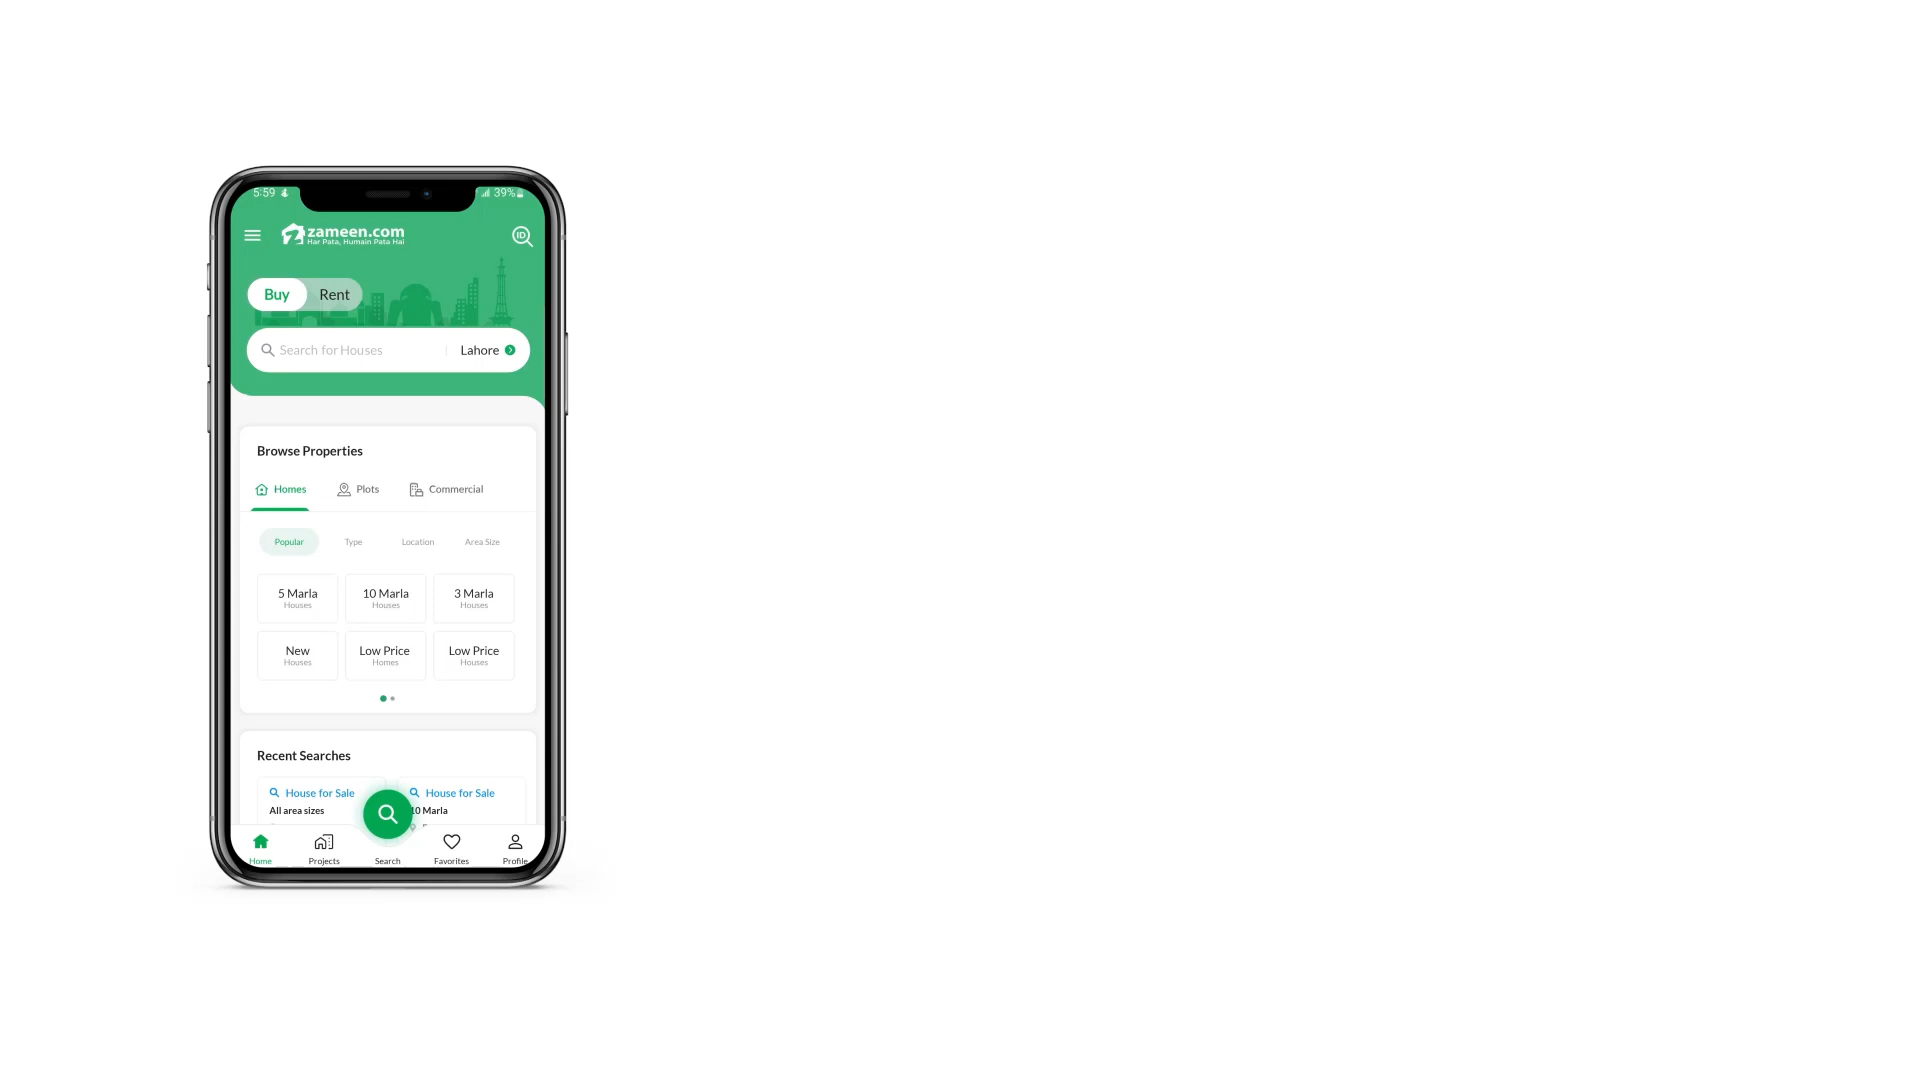 5:59
39%
zameen.com
Har Pata, Humain Pata Hai
ID
Buy Rent
Search for Houses Lahore
Browse Properties
Homes Plots Commercial
Popular Type Location Area Size
5 Marla 10 Marla 3 Marla
Houses Houses Houses
New Low Price Low Price
Houses Homes Houses
Recent Searches
House for Sale House for Sale
All area sizes 10 Marla
Home Projects Search Favorites Profile